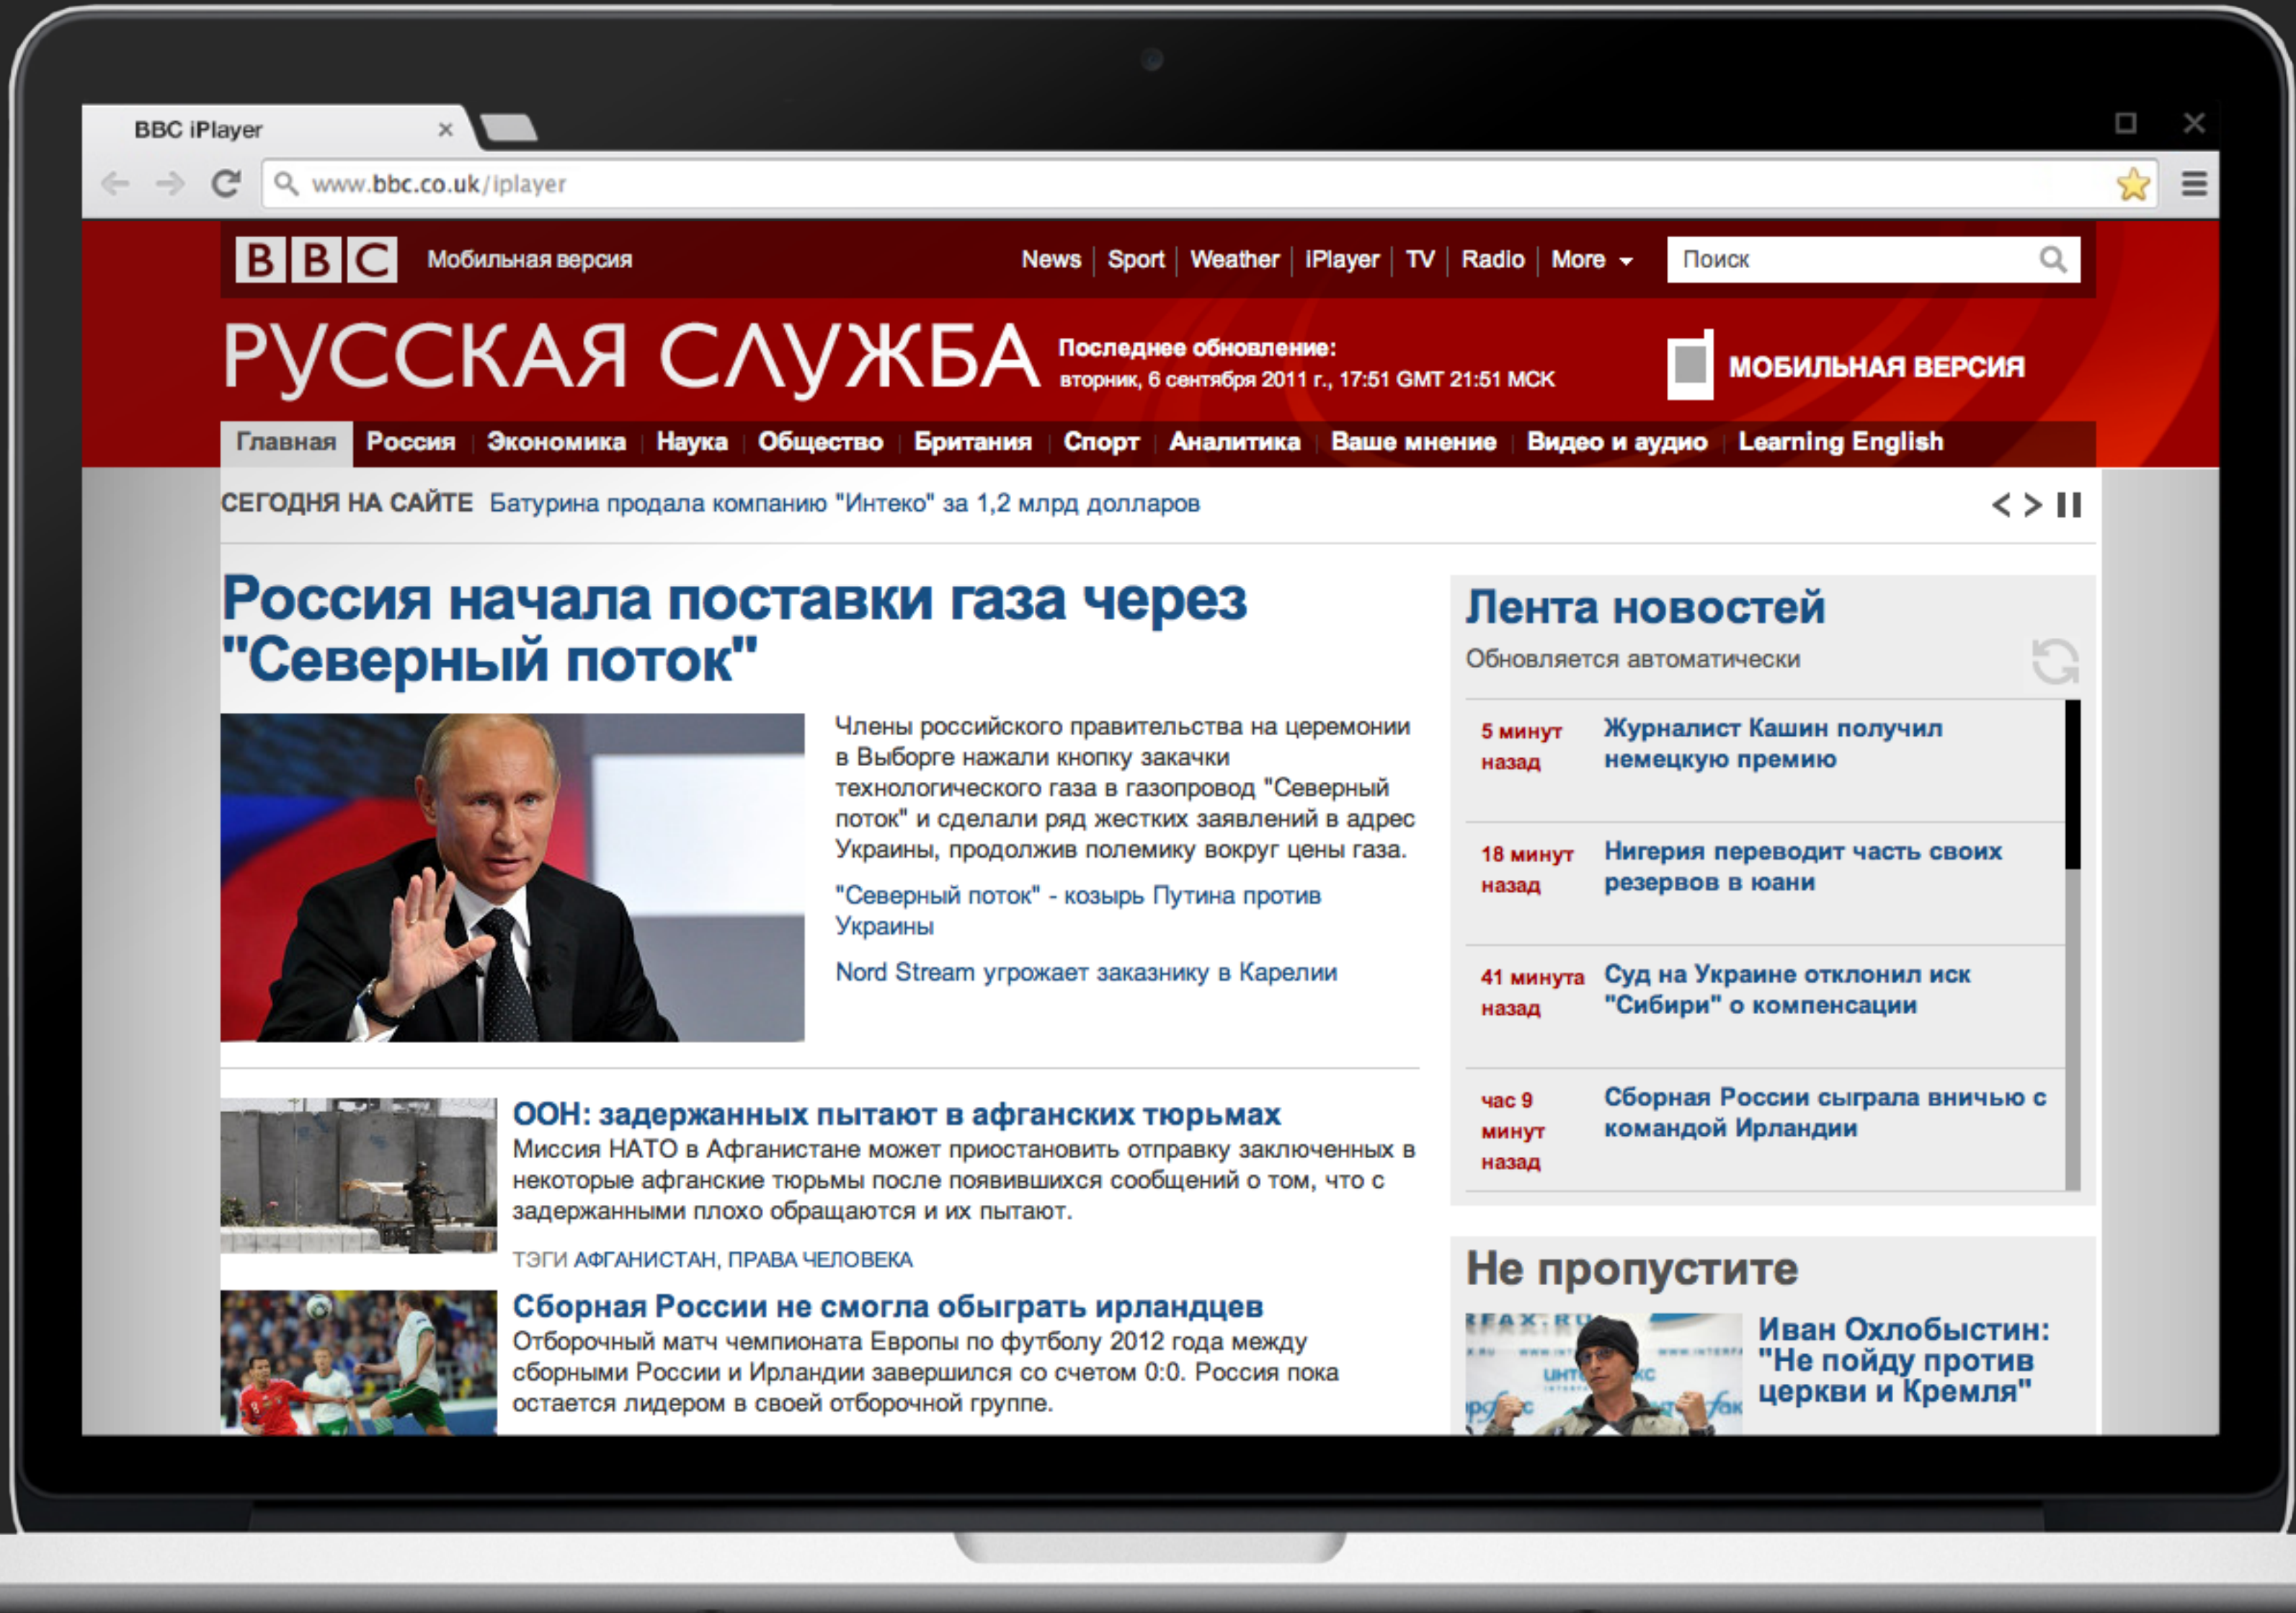 BBC iPlayer
www.bbc.co.uk/iplayer
BBC Мобильная версия News Sport Weather iPlayer TV Radio More Поиск
РУССКАЯ СЛУЖБА
Последнее обновление:
вторник, 6 сентября 2011 г., 17:51 GMT 21:51 МСК
МОБИЛЬНАЯ ВЕРСИЯ
Главная Россия Экономика Наука Общество Британия Спорт Аналитика Ваше мнение Видео и аудио Learning English
СЕГОДНЯ НА САЙТЕ Батурина продала компанию "Интеко" за 1,2 млрд долларов
Россия начала поставки газа через
"Северный поток"
Члены российского правительства на церемонии
в Выборге нажали кнопку закачки
технологического газа в газопровод "Северный
поток" и сделали ряд жестких заявлений в адрес
Украины, продолжив полемику вокруг цены газа.
"Северный поток" - козырь Путина против
Украины
Nord Stream угрожает заказнику в Карелии
ООН: задержанных пытают в афганских тюрьмах
Миссия НАТО в Афганистане может приостановить отправку заключенных в
некоторые афганские тюрьмы после появившихся сообщений о том, что с
задержанными плохо обращаются и их пытают.
ТЭГИ АФГАНИСТАН, ПРАВА ЧЕЛОВЕКА
Сборная России не смогла обыграть ирландцев
Отборочный матч чемпионата Европы по футболу 2012 года между
сборными России и Ирландии завершился со счетом 0:0. Россия пока
остается лидером в своей отборочной группе.
Лента новостей
Обновляется автоматически
5 минут
назад
Журналист Кашин получил
немецкую премию
18 минут
назад
Нигерия переводит часть своих
резервов в юани
41 минута
назад
Суд на Украине отклонил иск
"Сибири" о компенсации
час 9
минут
назад
Сборная России сыграла вничью с
командой Ирландии
Не пропустите
Иван Охлобыстин:
"Не пойду против
церкви и Кремля"